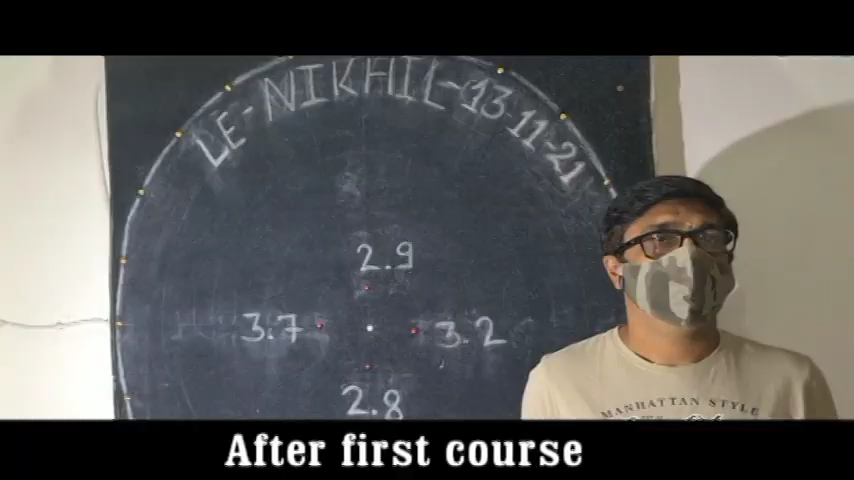 LE-NIKHIL-13-11-21
2.9
3.7 3.2
2.8
MANHATTAN STYLE
After first course